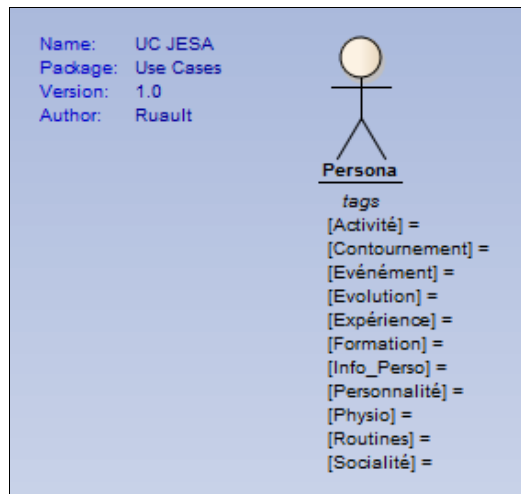 Name: UC JESA
Package: Use Cases
Version: 1.0
Author: Ruault
Persona
tags
[Activité] =
[Contournement] =
[Evénémént] =
[Evolution] =
[Expérience] =
[Formation] =
[Info_Perso] =
[Personnalité] =
[Physio] =
[Routines] =
[Socialité] =